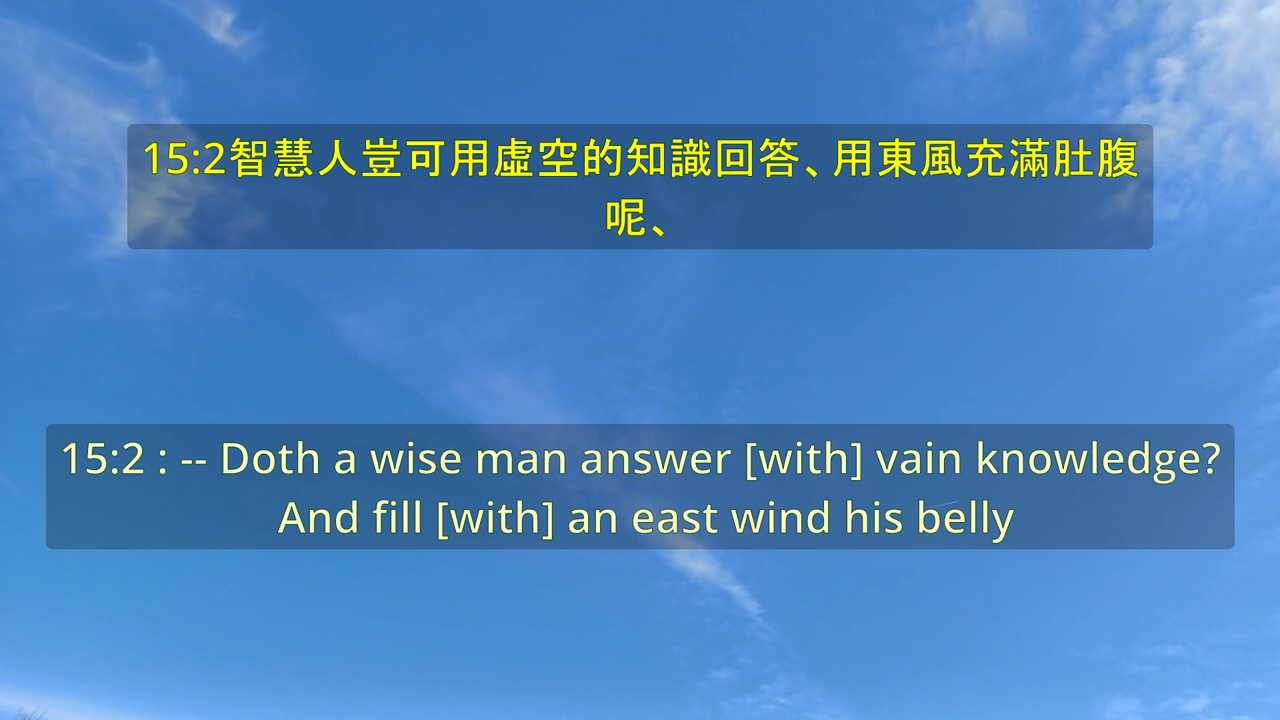 15:2智慧人豈可用虛空的知識回答、用東風充滿肚腹
呢、
15:2 : -- Doth a wise man answer [with] vain knowledge?
And fill [with] an east wind his belly